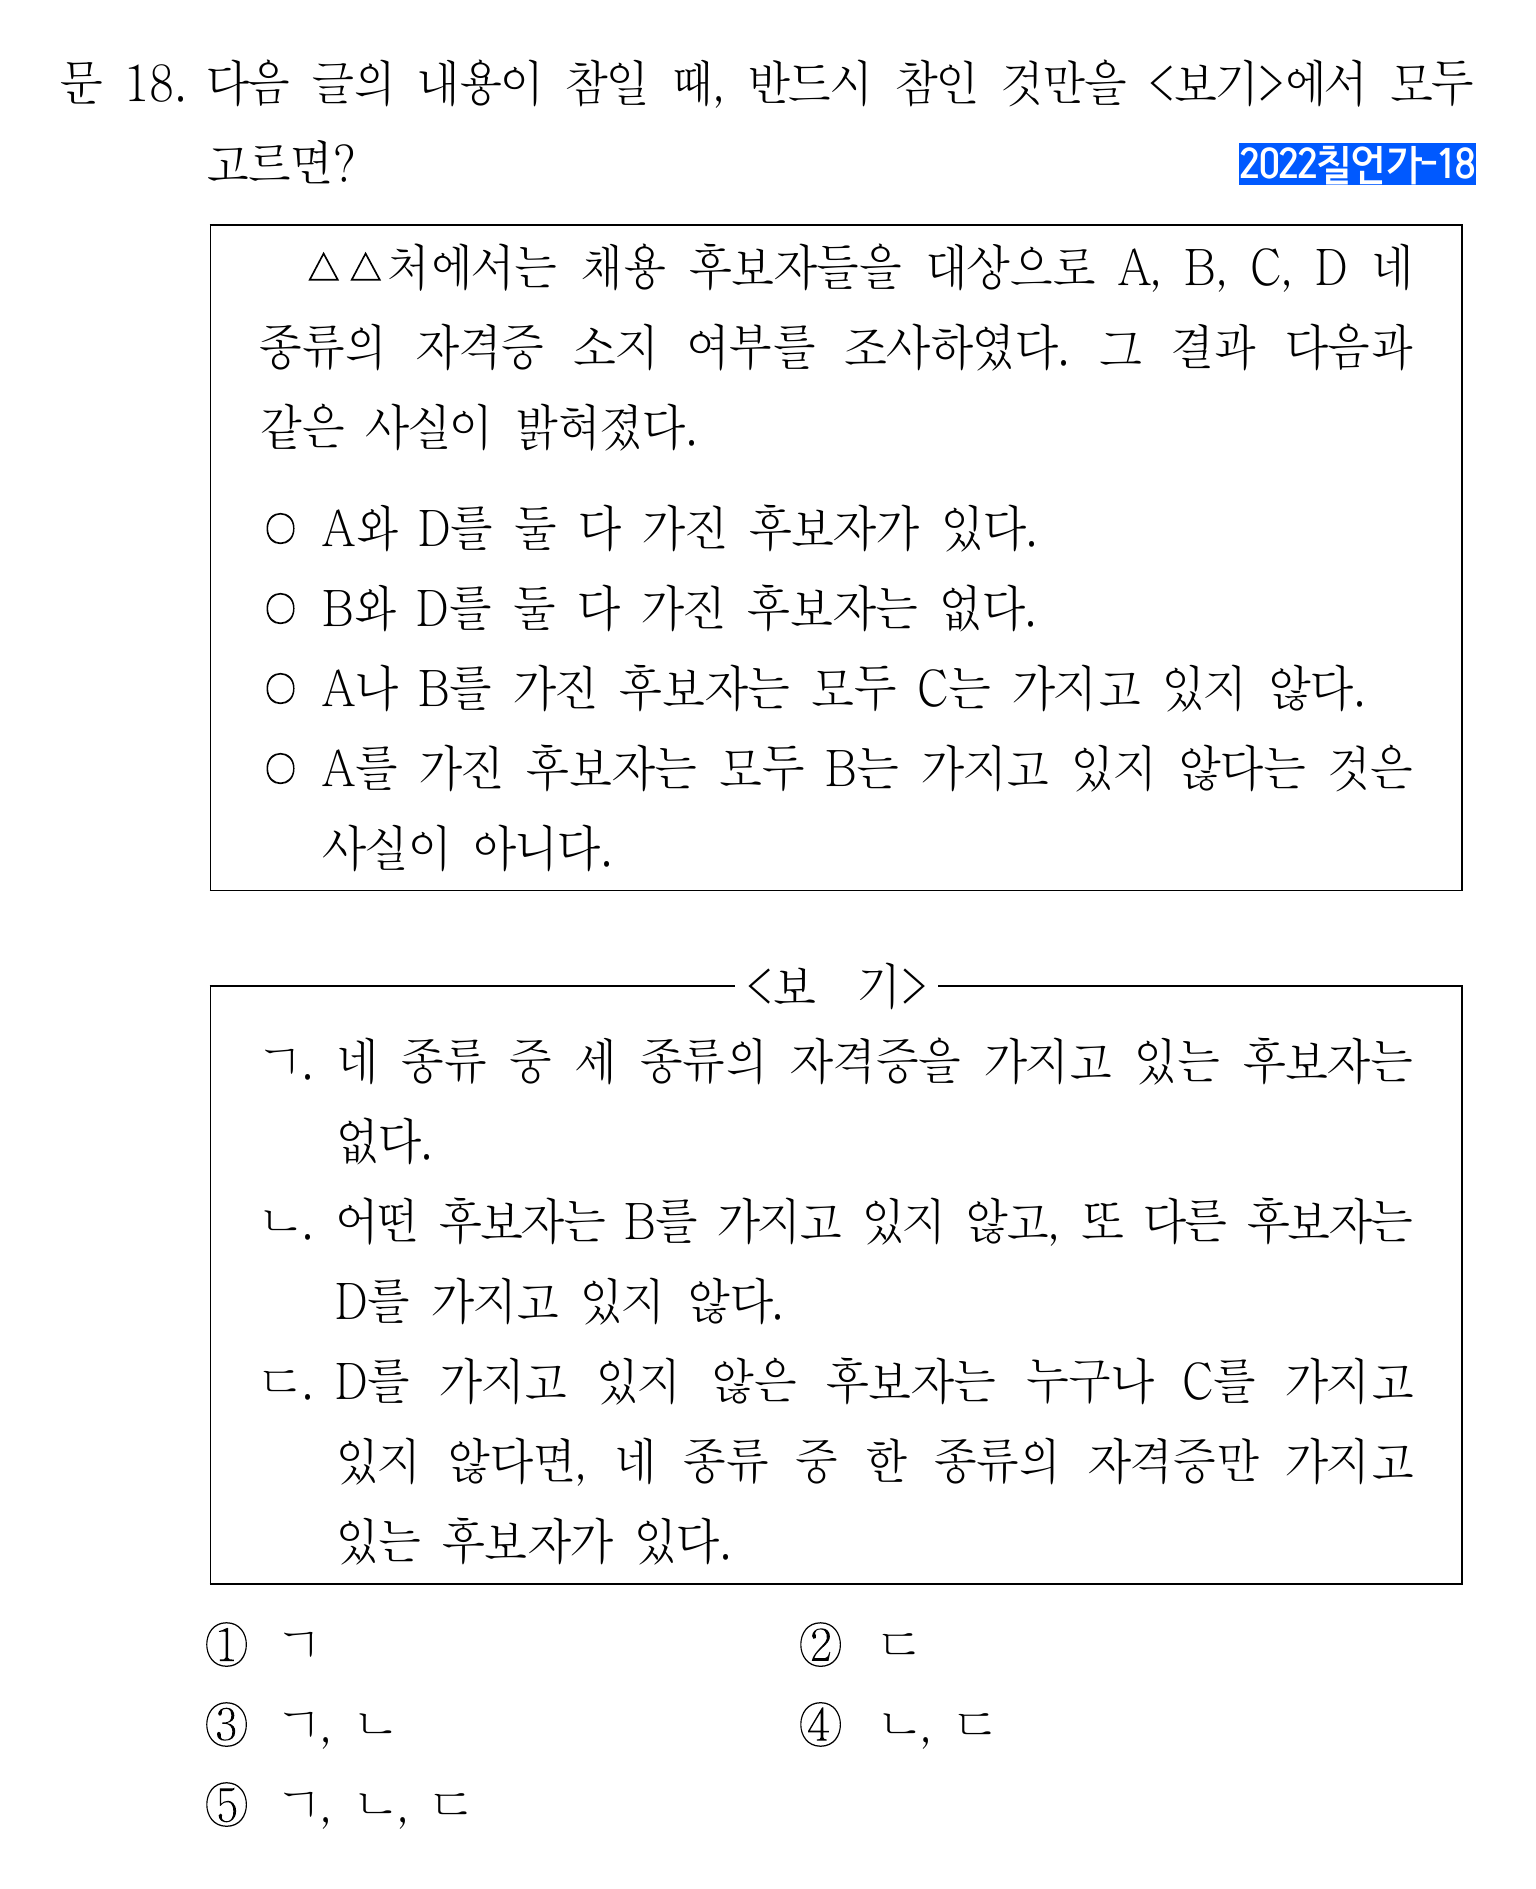 문 18. 다음 글의 내용이 참일 때, 반드시 참인 것만을 <보기>에서 모두
고르면?
2022칠언가-18
△△처에서는 채용 후보자들을 대상으로 A, B, C, D 네
종류의 자격증 소지 여부를 조사하였다. 그 결과 다음과
같은 사실이 밝혀졌다.
○ A와 D를 둘 다 가진 후보자가 있다.
○ B와 D를 둘 다 가진 후보자는 없다.
○ A나 B를 가진 후보자는 모두 C는 가지고 있지 않다.
○ A를 가진 후보자는 모두 B는 가지고 있지 않다는 것은
사실이 아니다.
<보 기>
ㄱ. 네 종류 중 세 종류의 자격증을 가지고 있는 후보자는
없다.
ㄴ. 어떤 후보자는 B를 가지고 있지 않고, 또 다른 후보자는
D를 가지고 있지 않다.
ㄷ. D를 가지고 있지 않은 후보자는 누구나 C를 가지고
있지 않다면, 네 종류 중 한 종류의 자격증만 가지고
있는 후보자가 있다.
① ㄱ
② ㄷ
③ ㄱ, ㄴ
④ ㄴ, ㄷ
⑤ ㄱ, ㄴ, ㄷ